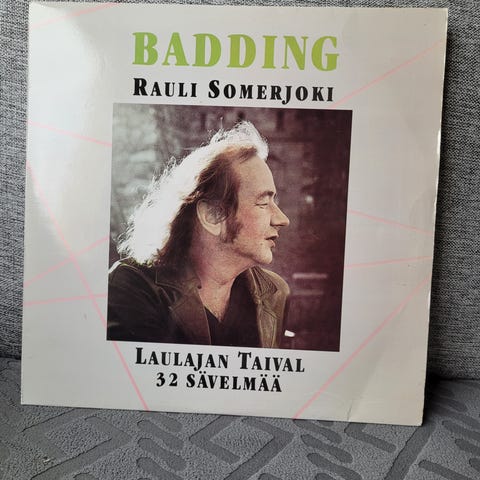 BADDING
RAULI SOMERJOKI
LAULAJAN TAIVAL
32 SÄVELMÄÄ